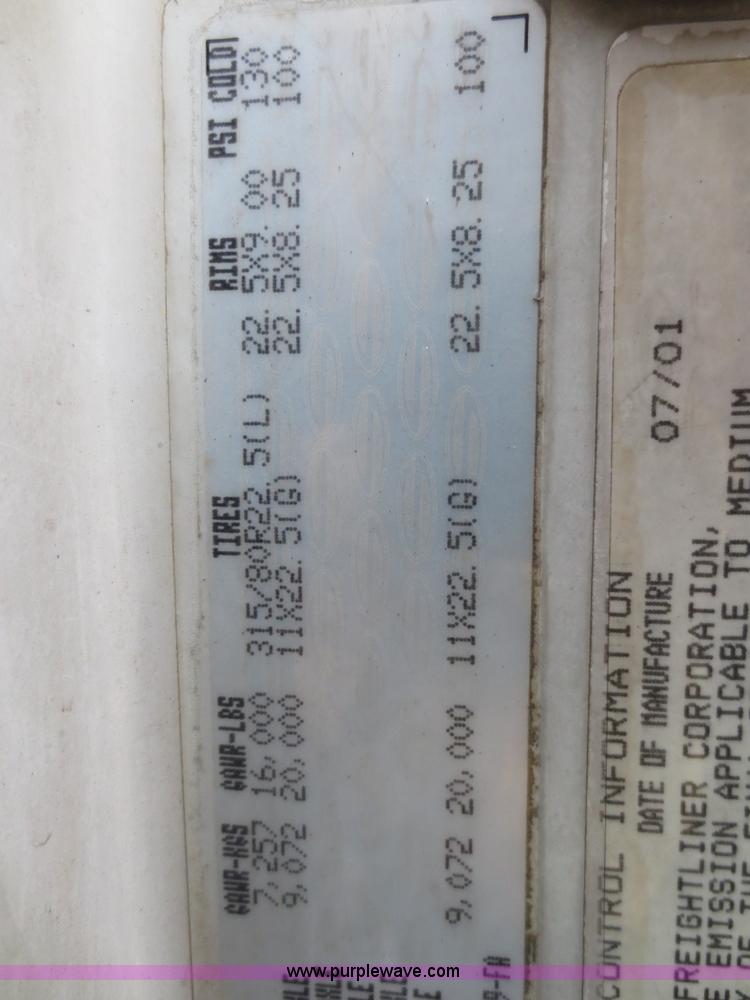 GAWR-KGS GAWR-LBS TIRES RIMS PSI COLD
7,257 16,000 315/80R22.5(L) 22.5X9.00 130
9,072 20,000 11X22.5(G) 22.5X8.25 100
9,072 20,000 11X22.5(G) 22.5X8.25 100
9-FA
CONTROL INFORMATION
DATE OF MANUFACTURE 07/01
FREIGHTLINER CORPORATION,
EMISSION APPLICABLE TO MEDIUM
www.purplewave.com